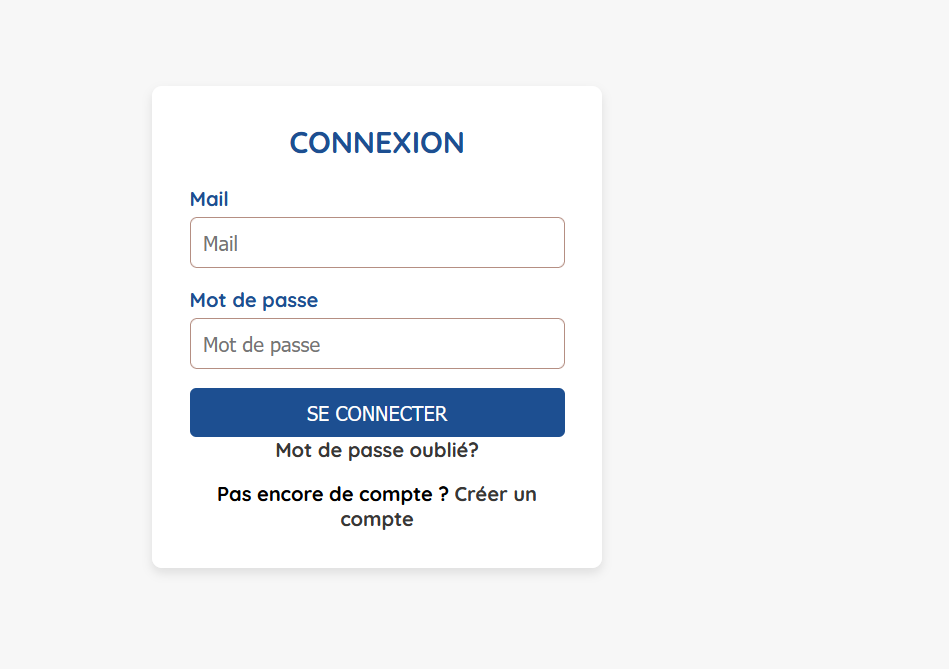 CONNEXION
Mail
Mail
Mot de passe
Mot de passe
SE CONNECTER
Mot de passe oublié?
Pas encore de compte ? Créer un
compte